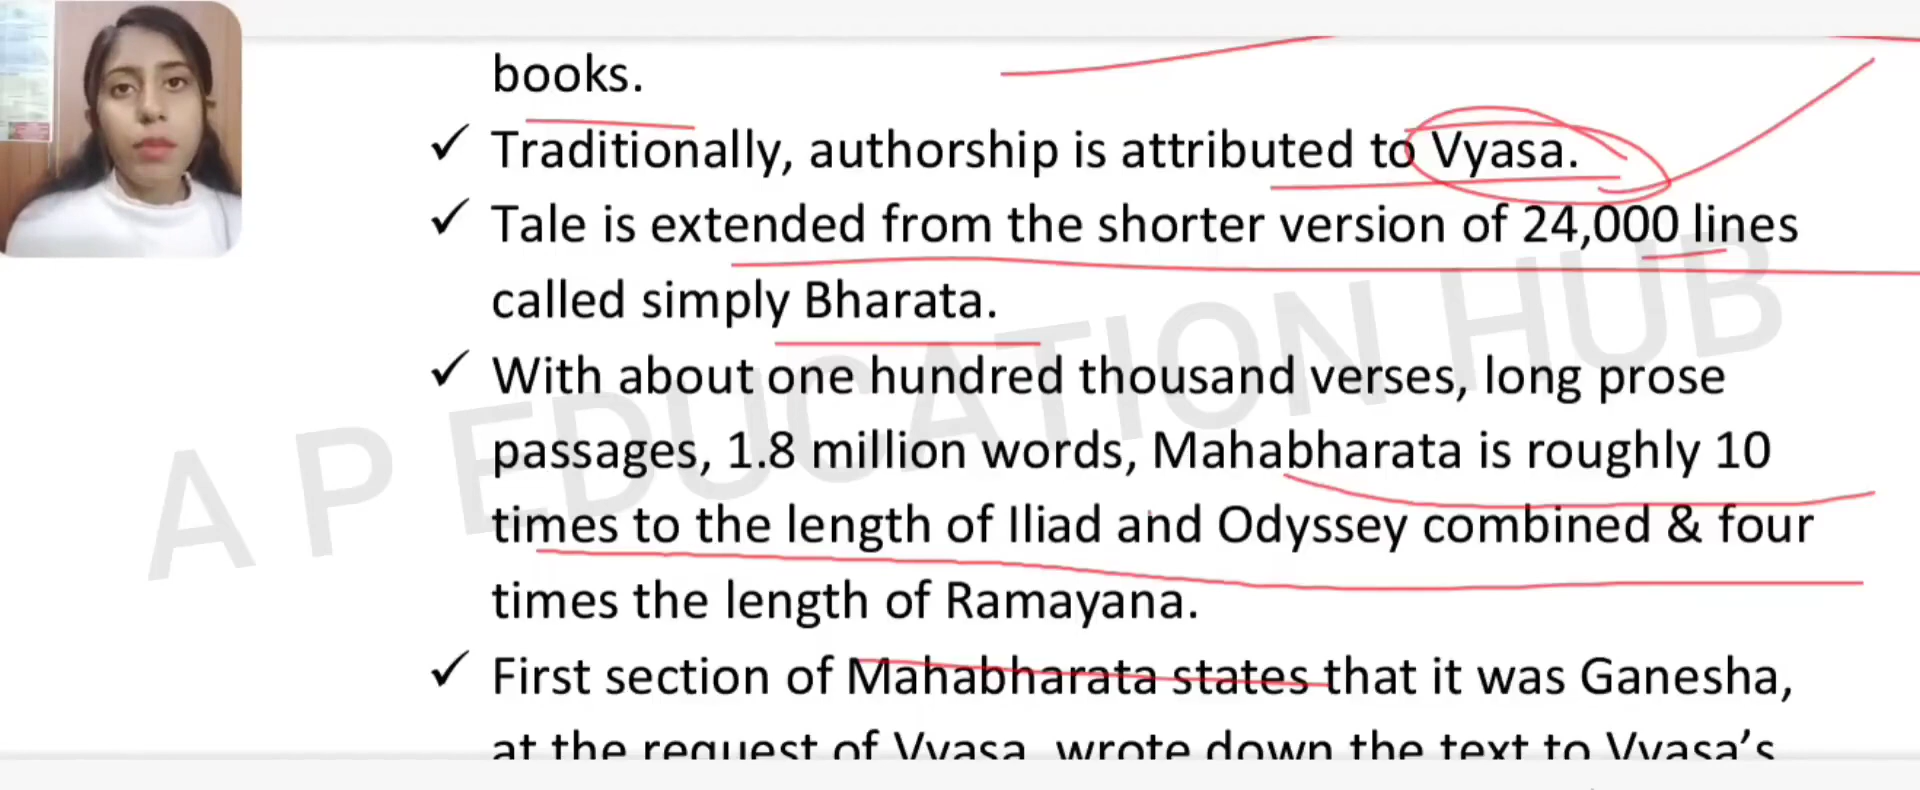 books.
✓ Traditionally, authorship is attributed to Vyasa.
✓ Tale is extended from the shorter version of 24,000 lines
called simply Bharata.
✓ With about one hundred thousand verses, long prose
passages, 1.8 million words, Mahabharata is roughly 10
times to the length of Iliad and Odyssey combined & four
times the length of Ramayana.
✓ First section of Mahabharata states that it was Ganesha,
at the request of Vyasa, wrote down the text to Vyasa's
A P EDUCATION HUB